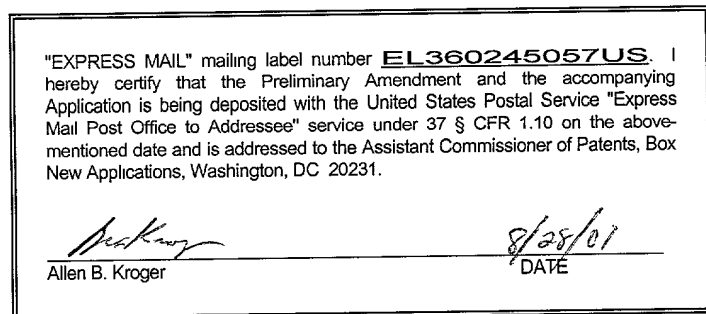 "EXPRESS MAIL" mailing label number EL360245057US. I
hereby certify that the Preliminary Amendment and the accompanying
Application is being deposited with the United States Postal Service "Express
Mail Post Office to Addressee" service under 37 § CFR 1.10 on the above-
mentioned date and is addressed to the Assistant Commissioner of Patents, Box
New Applications, Washington, DC 20231.
8/28/01
Allen B. Kroger DATE